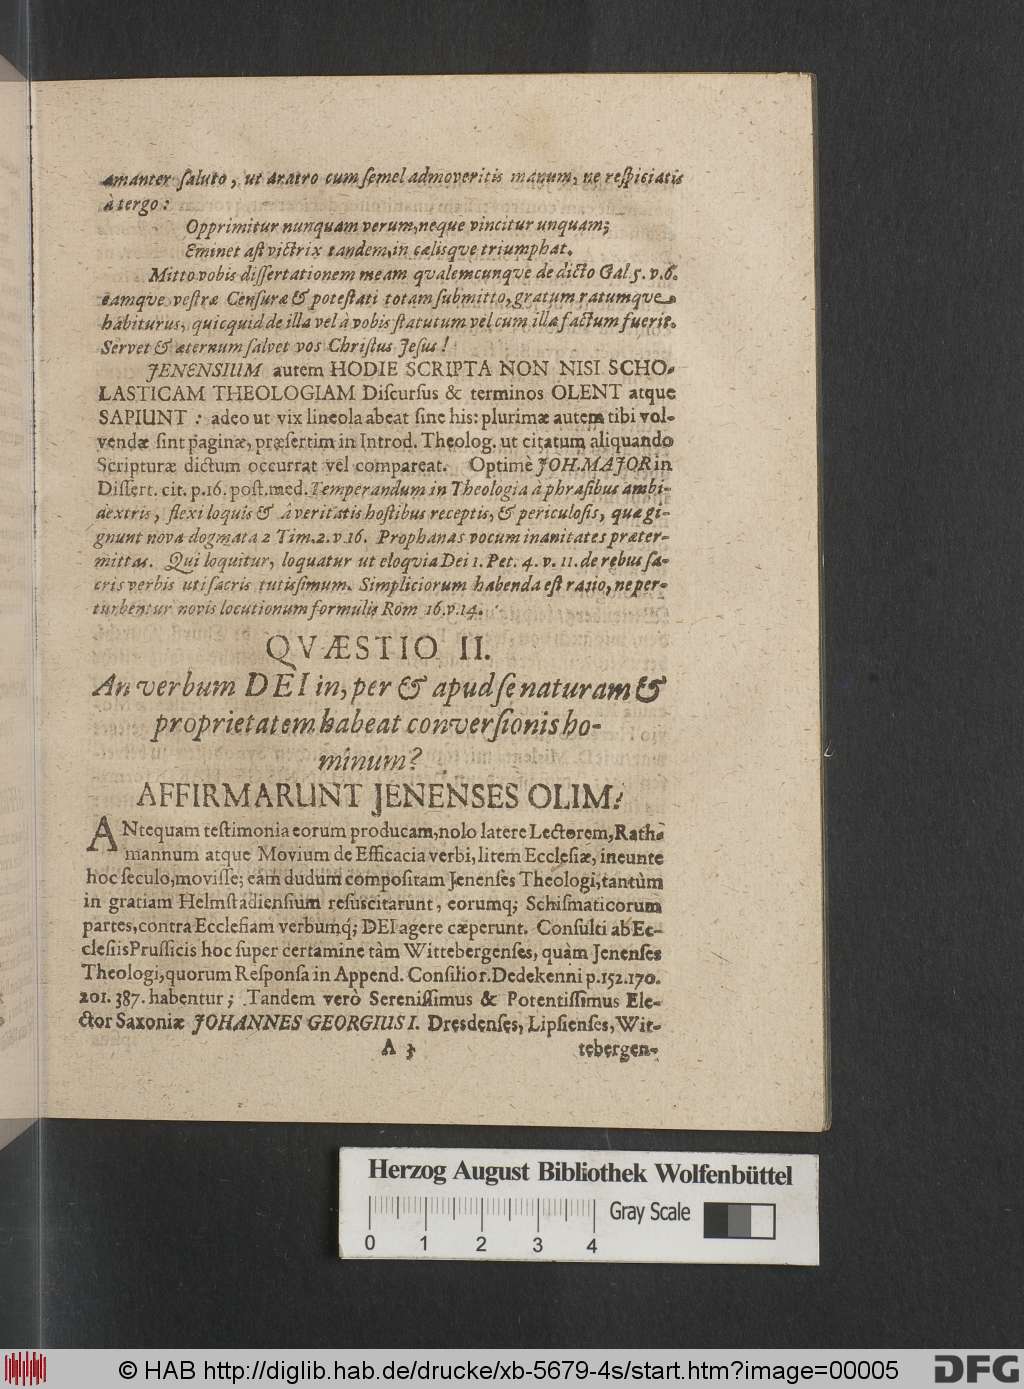 amanter ſaluto, ut aratro cum ſemel admoveritis manum, ne reſpiciatis
à tergo:
Opprimitur nunquam verum, neque vincitur unquam;
Eminet aſt victrix tandem, in cælisque triumphat.
Mitto vobis diſſertationem meam qvalemcunqve de dicto Gal. 5. v. 6.
eamqve veſtræ Cenſuræ & poteſtati totam ſubmitto, gratum ratumqve
habiturus, quicquid de illa vel à vobis ſtatutum vel cum illa factum fuerit.
Servet & æternum ſalvet vos Chriſtus Jeſus!
JENENSIUM autem HODIE SCRIPTA NON NISI SCHO-
LASTICAM THEOLOGIAM Diſcurſus & terminos OLENT atque
SAPIUNT: adeo ut vix lineola abeat ſine his: plurimæ autem tibi vol-
vendæ ſint paginæ, præſertim in Introd. Theolog. ut citatum aliquando
Scripturæ dictum occurrat vel compareat. Optimè JOH. MAJOR in
Diſſert. cit. p. 16. poſt. med. Temperandum in Theologia à phraſibus ambi-
dextris, flexiloquis & à veritatis hoſtibus receptis, & periculoſis, quæ gi-
gnunt nova dogmata 2 Tim. 2. v. 16. Prophanas vocum inanitates præter-
mittas. Qui loquitur, loquatur ut eloqvia Dei 1. Pet. 4. v. 11. de rebus ſa-
cris verbis uti ſacris tutiſſimum. Simpliciorum habenda eſt ratio, ne per-
turbentur novis locutionum formulis Rom 16. v. 14.
QVÆSTIO II.
An verbum DEI in, per & apud ſe naturam &
proprietatem habeat converſionis ho-
minum?
AFFIRMARUNT JENENSES OLIM:
ANtequam teſtimonia eorum producam, nolo latere Lectorem, Rath-
mannum atque Movium de Efficacia verbi, litem Eccleſiæ, ineunte
hoc ſeculo, moviſſe; eam dudum compoſitam Jenenſes Theologi, tantùm
in gratiam Helmſtadienſium reſuscitarunt, eorumq; Schiſmaticorum
partes, contra Eccleſiam verbumq; DEI agere cæperunt. Conſulti ab Ec-
cleſiis Pruſſicis hoc ſuper certamine tàm Wittebergenſes, quàm Jenenſes
Theologi, quorum Reſponſa in Append. Conſilior. Dedekenni p. 152. 170.
201. 387. habentur; Tandem verò Sereniſſimus & Potentiſſimus Ele-
ctor Saxoniæ JOHANNES GEORGIUS I. Dresdenſes, Lipſienſes, Wit-
A 3 tebergen-
Herzog August Bibliothek Wolfenbüttel
Gray Scale
0 1 2 3 4
© HAB http://diglib.hab.de/drucke/xb-5679-4s/start.htm?image=00005
DFG